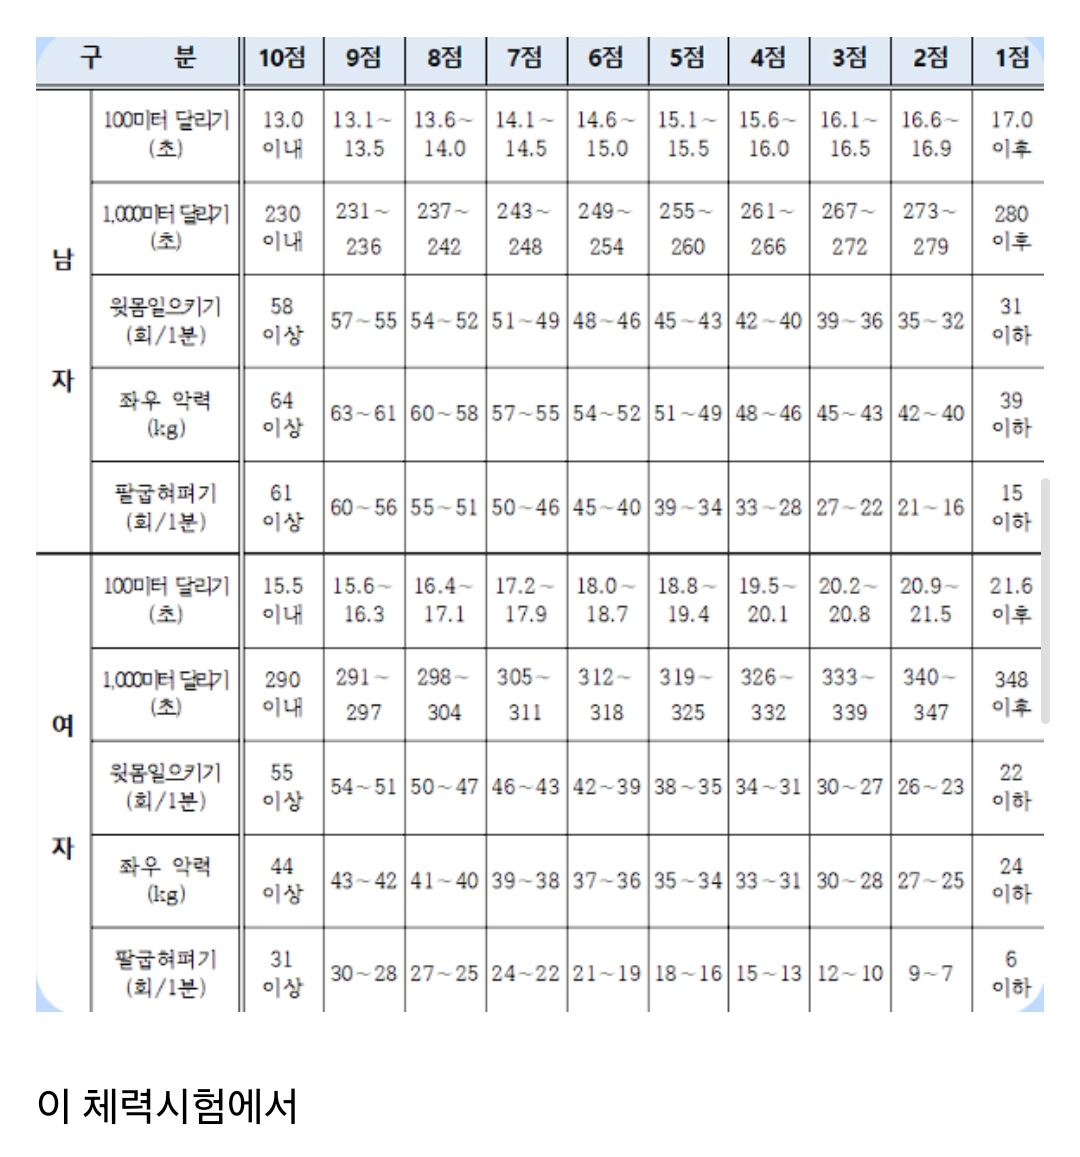 구 분 10점 9점 8점 7점 6점 5점 4점 3점 2점 1점
남자
100미터 달리기 (초) 13.0 이내 13.1~13.5 13.6~14.0 14.1~14.5 14.6~15.0 15.1~15.5 15.6~16.0 16.1~16.5 16.6~16.9 17.0 이후
1,000미터 달리기 (초) 230 이내 231~236 237~242 243~248 249~254 255~260 261~266 267~272 273~279 280 이후
윗몸일으키기 (회/1분) 58 이상 57~55 54~52 51~49 48~46 45~43 42~40 39~36 35~32 31 이하
좌우 악력 (kg) 64 이상 63~61 60~58 57~55 54~52 51~49 48~46 45~43 42~40 39 이하
팔굽혀펴기 (회/1분) 61 이상 60~56 55~51 50~46 45~40 39~34 33~28 27~22 21~16 15 이하
여자
100미터 달리기 (초) 15.5 이내 15.6~16.3 16.4~17.1 17.2~17.9 18.0~18.7 18.8~19.4 19.5~20.1 20.2~20.8 20.9~21.5 21.6 이후
1,000미터 달리기 (초) 290 이내 291~297 298~304 305~311 312~318 319~325 326~332 333~339 340~347 348 이후
윗몸일으키기 (회/1분) 55 이상 54~51 50~47 46~43 42~39 38~35 34~31 30~27 26~23 22 이하
좌우 악력 (kg) 44 이상 43~42 41~40 39~38 37~36 35~34 33~31 30~28 27~25 24 이하
팔굽혀펴기 (회/1분) 31 이상 30~28 27~25 24~22 21~19 18~16 15~13 12~10 9~7 6 이하
이 체력시험에서